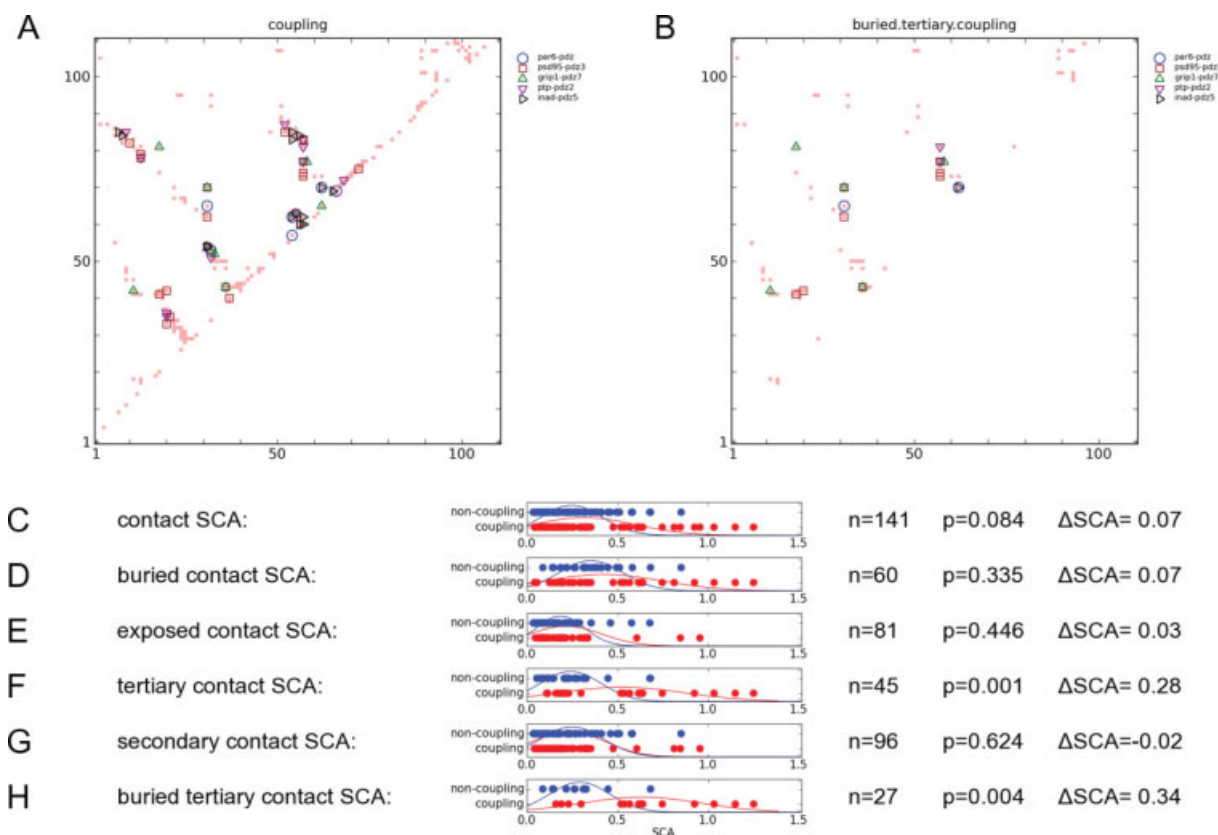 A
coupling
100
50
1
1
50
100
par6-pdz
psd95-pdz3
grip1-pdz7
ptp-pdz2
inad-pdz5
B
buried.tertiary.coupling
100
50
1
1
50
100
par6-pdz
psd95-pdz
grip1-pdz7
ptp-pdz2
inad-pdz5
C contact SCA: non-coupling coupling n=141 p=0.084 ΔSCA= 0.07
0.0 0.5 1.0 1.5
D buried contact SCA: non-coupling coupling n=60 p=0.335 ΔSCA= 0.07
0.0 0.5 1.0 1.5
E exposed contact SCA: non-coupling coupling n=81 p=0.446 ΔSCA= 0.03
0.0 0.5 1.0 1.5
F tertiary contact SCA: non-coupling coupling n=45 p=0.001 ΔSCA= 0.28
0.0 0.5 1.0 1.5
G secondary contact SCA: non-coupling coupling n=96 p=0.624 ΔSCA=-0.02
0.0 0.5 1.0 1.5
H buried tertiary contact SCA: non-coupling coupling n=27 p=0.004 ΔSCA= 0.34
0.0 0.5 1.0 1.5
SCA